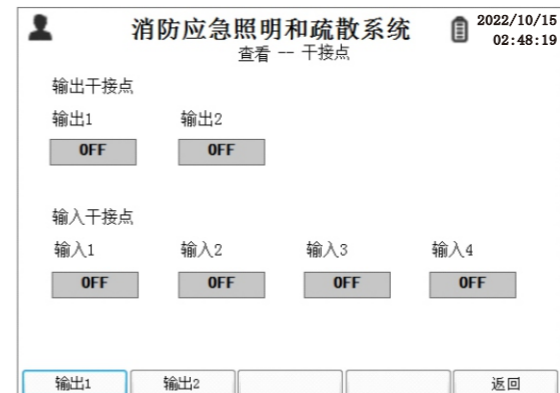 消防应急照明和疏散系统
2022/10/15
02:48:19
查看 -- 干接点
输出干接点
输出1 输出2
OFF OFF
输入干接点
输入1 输入2 输入3 输入4
OFF OFF OFF OFF
输出1 输出2 返回